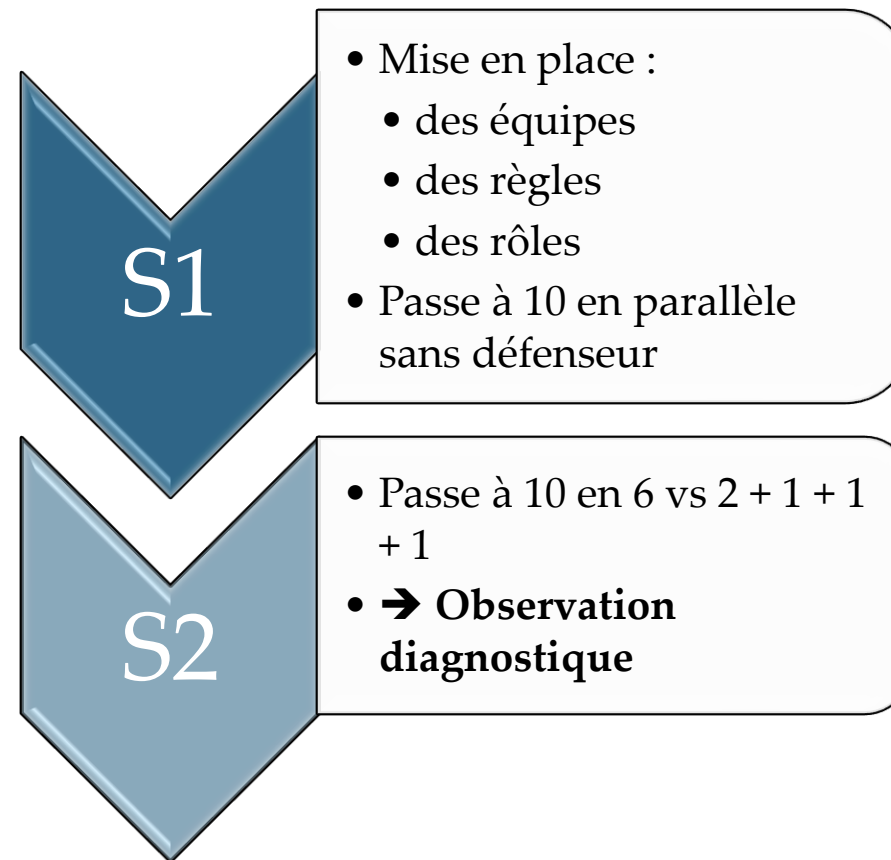 S1
• Mise en place :
• des équipes
• des règles
• des rôles
• Passe à 10 en parallèle
sans défenseur
S2
• Passe à 10 en 6 vs 2 + 1 + 1
+ 1
• ➔ Observation
diagnostique